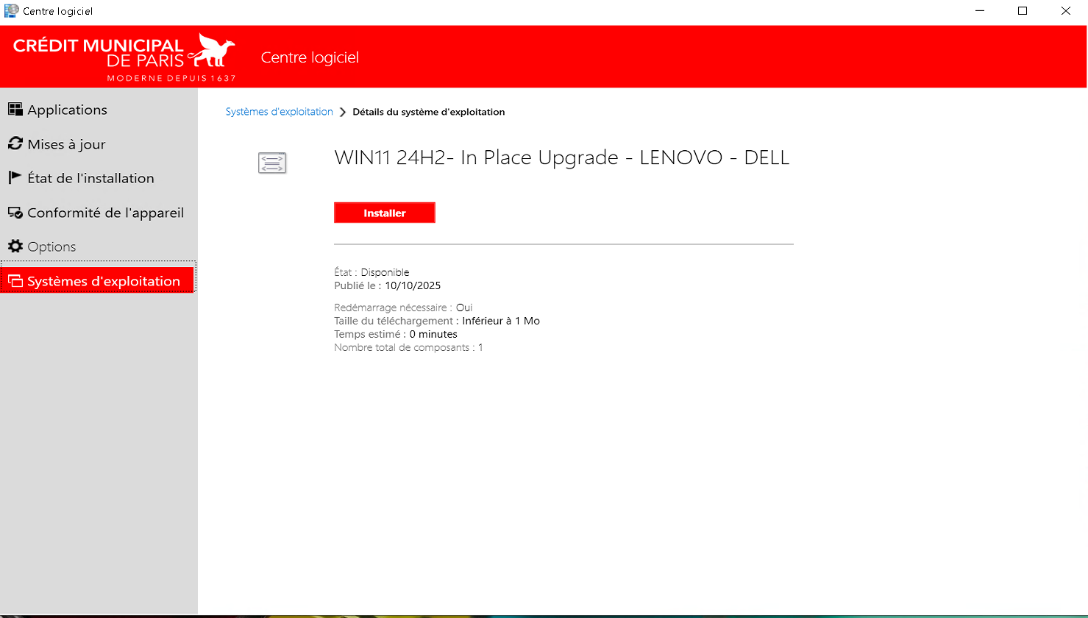 Centre logiciel
CRÉDIT MUNICIPAL
DE PARIS
MODERNE DEPUIS 1637
Centre logiciel
Applications
Mises à jour
État de l'installation
Conformité de l'appareil
Options
Systèmes d'exploitation
Systèmes d'exploitation > Détails du système d'exploitation
WIN11 24H2- In Place Upgrade - LENOVO - DELL
Installer
État : Disponible
Publié le : 10/10/2025
Redémarrage nécessaire : Oui
Taille du téléchargement : Inférieur à 1 Mo
Temps estimé : 0 minutes
Nombre total de composants : 1